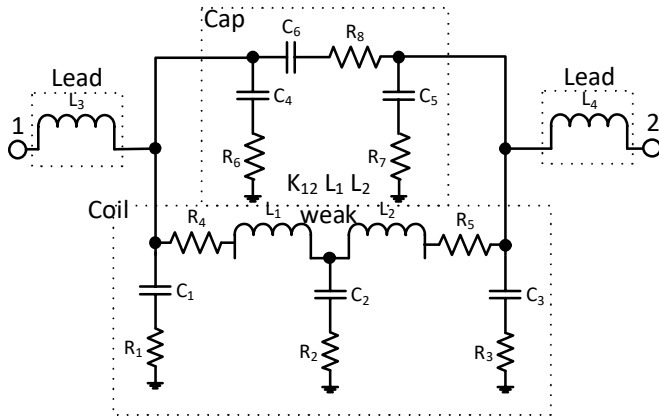 Cap
C₆
R₈
Lead
L₃
1
C₄
C₅
Lead
L₄
2
R₆
R₇
K₁₂ L₁ L₂
weak
Coil
R₄
L₁
L₂
R₅
C₁
C₂
C₃
R₁
R₂
R₃